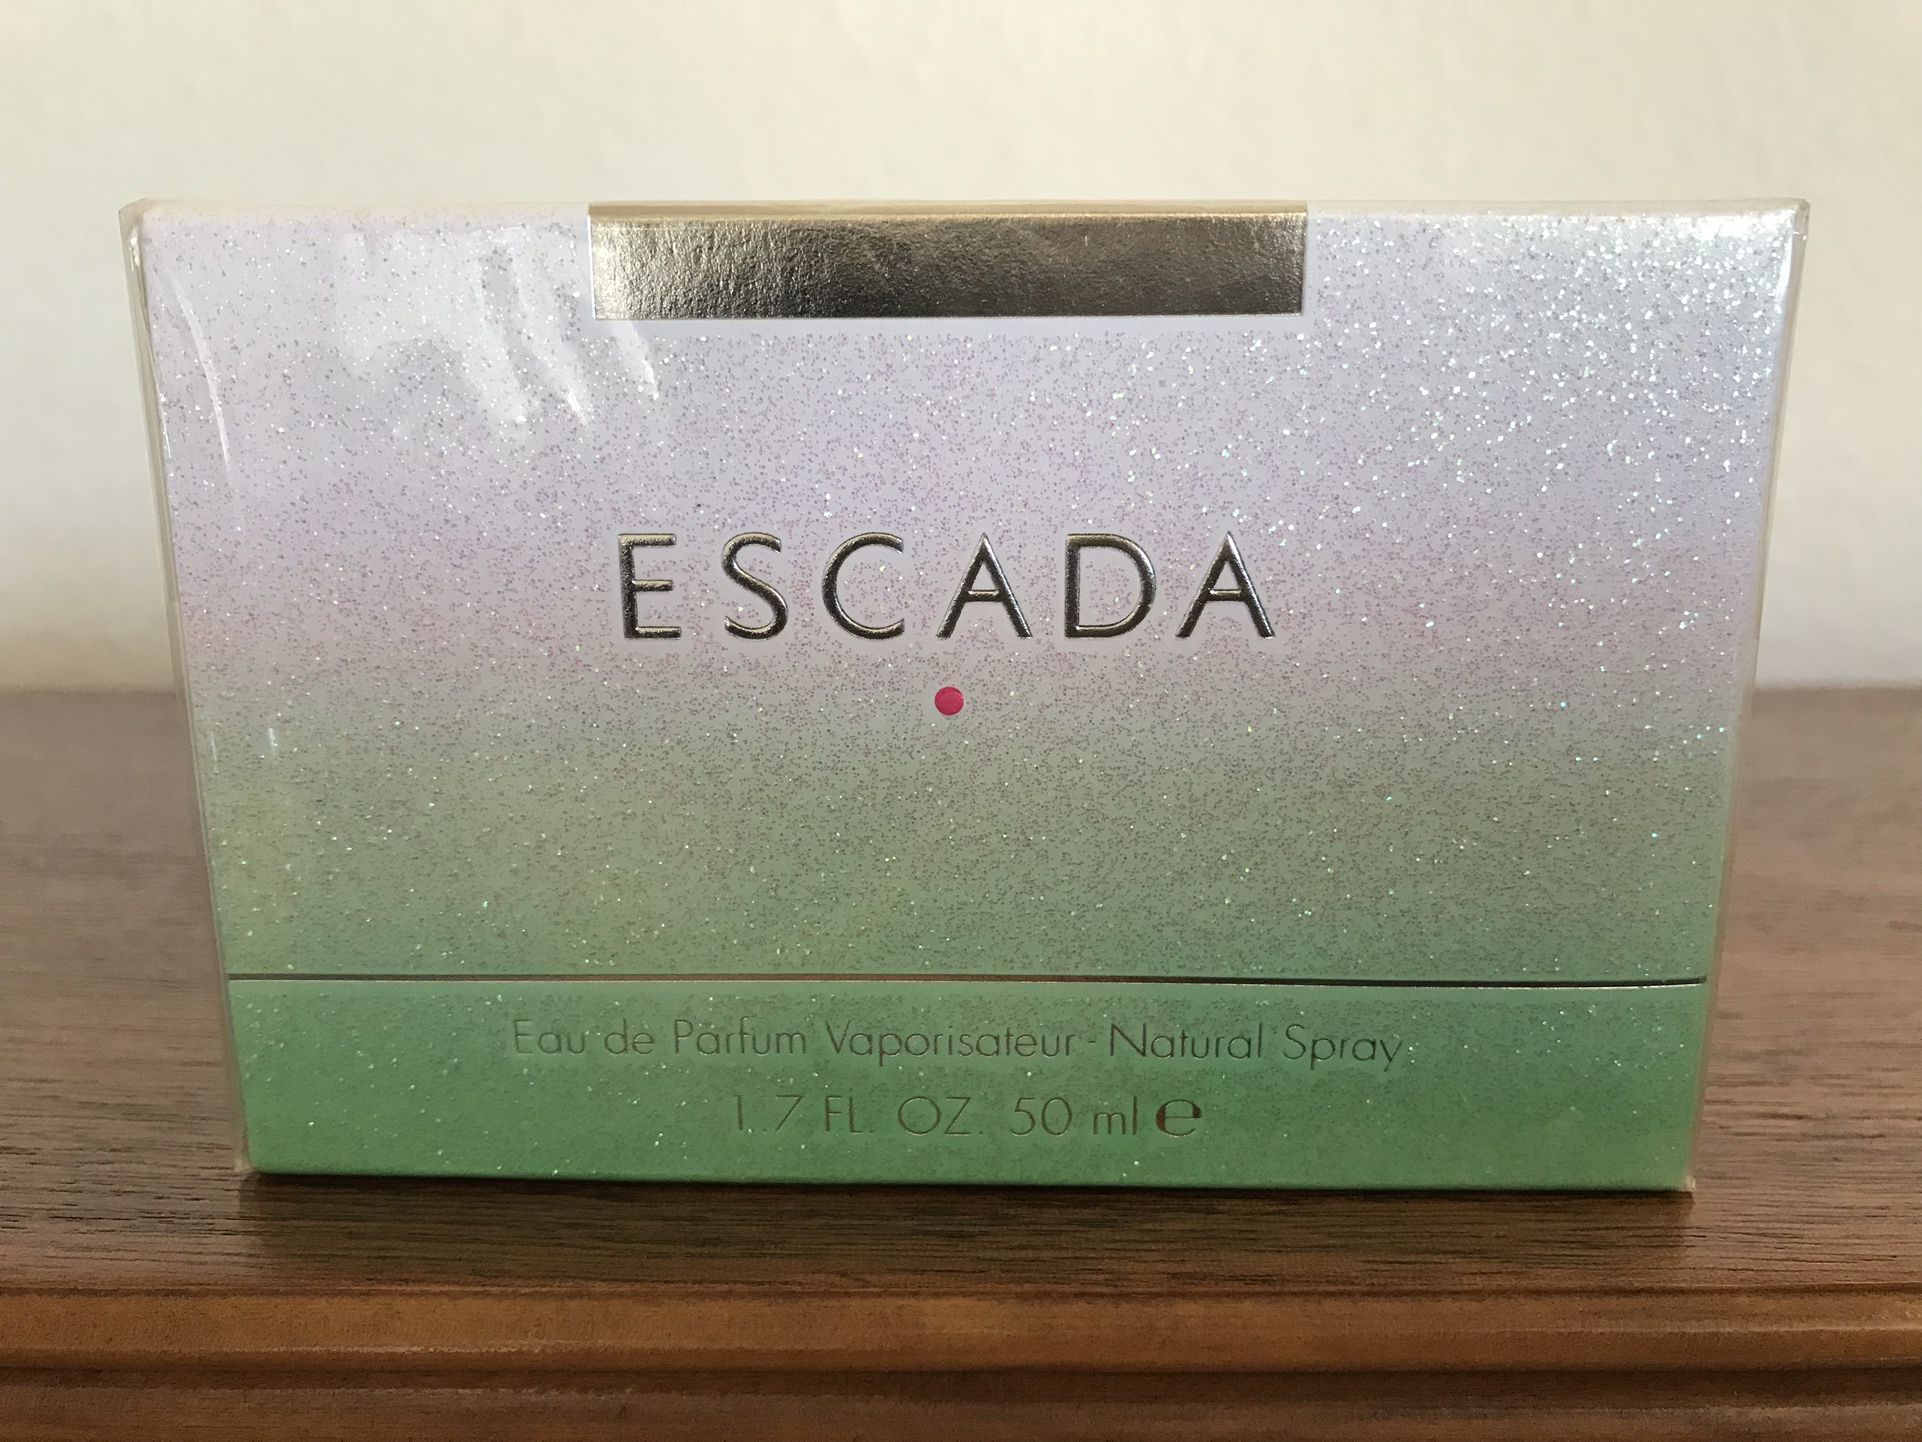 ESCADA
Eau de Parfum Vaporisateur - Natural Spray
1.7 FL. OZ. 50 ml ℮